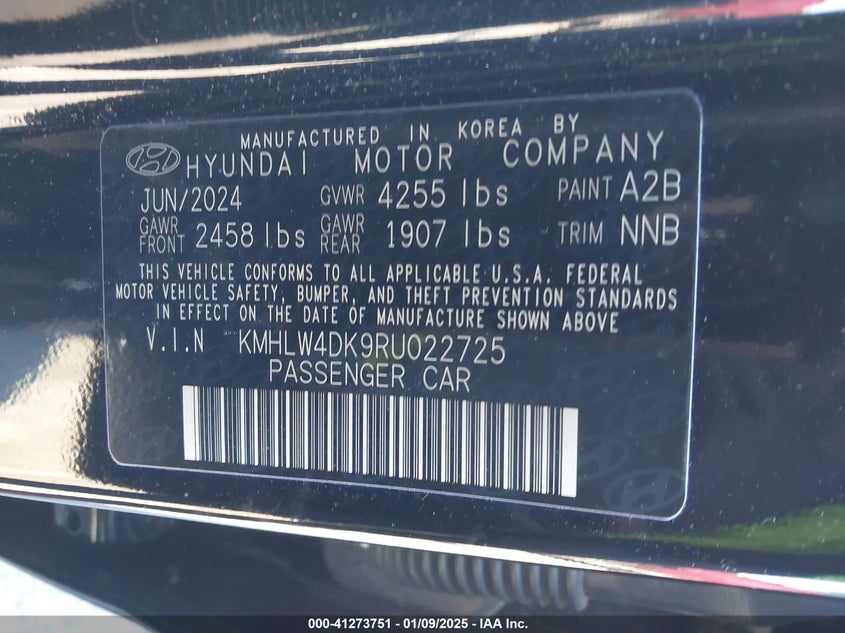 MANUFACTURED IN KOREA BY
HYUNDAI MOTOR COMPANY
JUN/2024 GVWR 4255 lbs PAINT A2B
GAWR FRONT 2458 lbs GAWR REAR 1907 lbs TRIM NNB
THIS VEHICLE CONFORMS TO ALL APPLICABLE U.S.A. FEDERAL
MOTOR VEHICLE SAFETY, BUMPER, AND THEFT PREVENTION STANDARDS
IN EFFECT ON THE DATE OF MANUFACTURE SHOWN ABOVE
V.I.N KMHLW4DK9RU022725
PASSENGER CAR
000-41273751 - 01/09/2025 - IAA Inc.